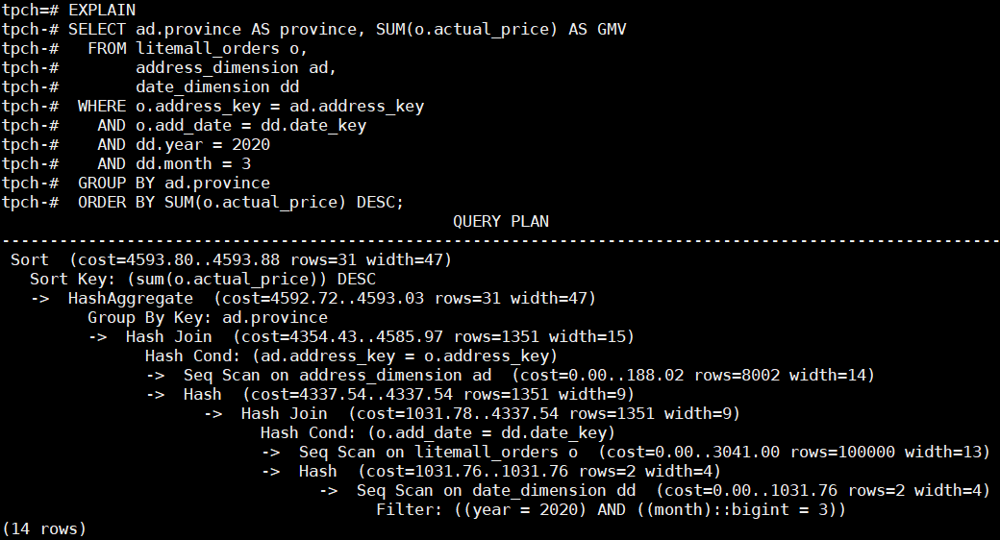 tpch=# EXPLAIN
tpch-# SELECT ad.province AS province, SUM(o.actual_price) AS GMV
tpch-#   FROM litemall_orders o,
tpch-#        address_dimension ad,
tpch-#        date_dimension dd
tpch-#  WHERE o.address_key = ad.address_key
tpch-#    AND o.add_date = dd.date_key
tpch-#    AND dd.year = 2020
tpch-#    AND dd.month = 3
tpch-#  GROUP BY ad.province
tpch-#  ORDER BY SUM(o.actual_price) DESC;
                                               QUERY PLAN
--------------------------------------------------------------------------------------------------------
 Sort  (cost=4593.80..4593.88 rows=31 width=47)
   Sort Key: (sum(o.actual_price)) DESC
   ->  HashAggregate  (cost=4592.72..4593.03 rows=31 width=47)
         Group By Key: ad.province
         ->  Hash Join  (cost=4354.43..4585.97 rows=1351 width=15)
               Hash Cond: (ad.address_key = o.address_key)
               ->  Seq Scan on address_dimension ad  (cost=0.00..188.02 rows=8002 width=14)
               ->  Hash  (cost=4337.54..4337.54 rows=1351 width=9)
                     ->  Hash Join  (cost=1031.78..4337.54 rows=1351 width=9)
                           Hash Cond: (o.add_date = dd.date_key)
                           ->  Seq Scan on litemall_orders o  (cost=0.00..3041.00 rows=100000 width=13)
                           ->  Hash  (cost=1031.76..1031.76 rows=2 width=4)
                                 ->  Seq Scan on date_dimension dd  (cost=0.00..1031.76 rows=2 width=4)
                                       Filter: ((year = 2020) AND ((month)::bigint = 3))
(14 rows)